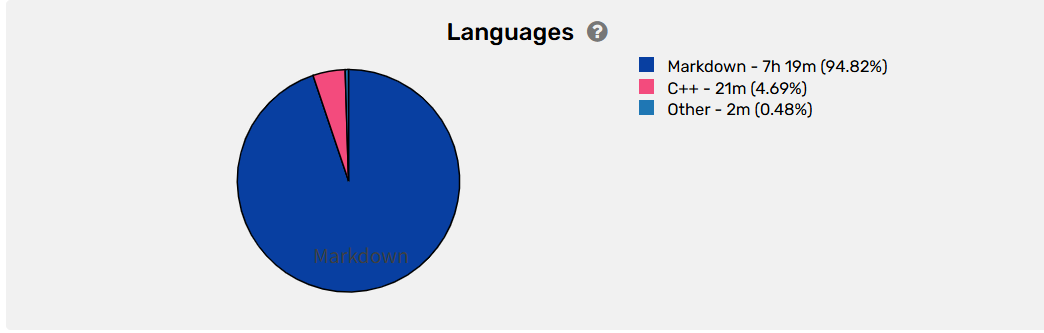 Languages ?
Markdown - 7h 19m (94.82%)
C++ - 21m (4.69%)
Other - 2m (0.48%)
Markdown